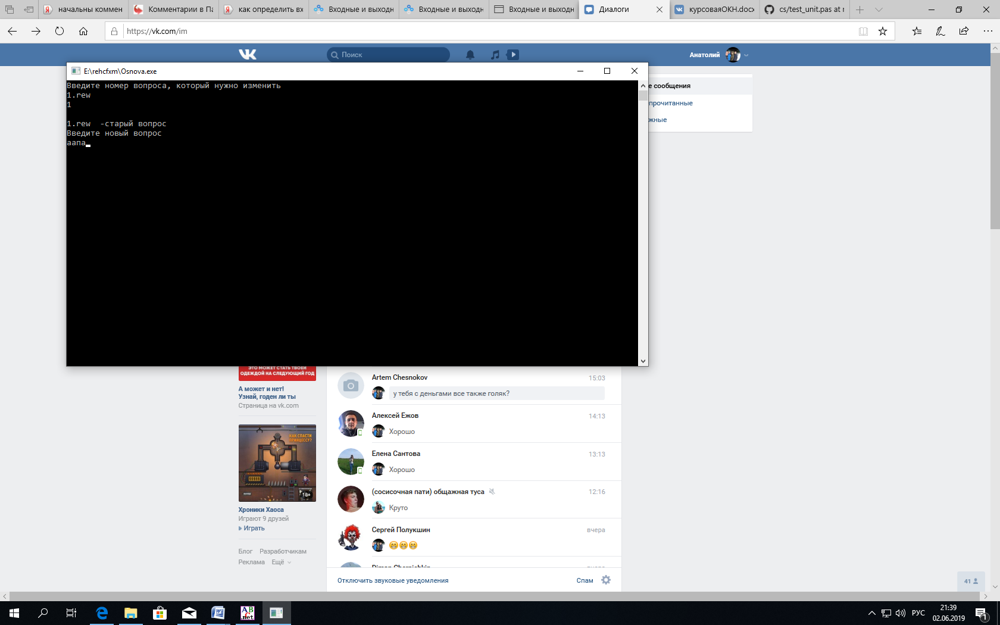 начальны коммен
Комментарии в Па
как определить вх
Входные и выходн
Входные и выходн
Входные и выходн
Диалоги
курсоваяОКН.docx
cs/test_unit.pas at r
https://vk.com/im
Поиск
Анатолий
E:\rehcfxm\Osnova.exe
Введите номер вопроса, который нужно изменить
1.rew
1
1.rew  -старый вопрос
Введите новый вопрос
аапа
е сообщения
прочитанные
жные
ЭТО МОЖЕТ СТАТЬ ТВОЕЙ
ОДЕЖДОЙ НА СЛЕДУЮЩИЙ ГОД
А может и нет!
Узнай, годен ли ты
Страница на vk.com
КАК СПАСТИ
ПРИНЦЕССУ?
18+
Хроники Хаоса
Играют 9 друзей
Играть
Блог Разработчикам
Реклама Ещё
Artem Chesnokov 15:03
у тебя с деньгами все также голяк?
Алексей Ежов 14:13
Хорошо
Елена Сантова 13:13
Хорошо
(сосисочная пати) общажная туса 12:16
Круто
Сергей Полукшин вчера
😁😁😁
Отключить звуковые уведомления Спам
41
ABC.net
РУС
21:39
02.06.2019
1